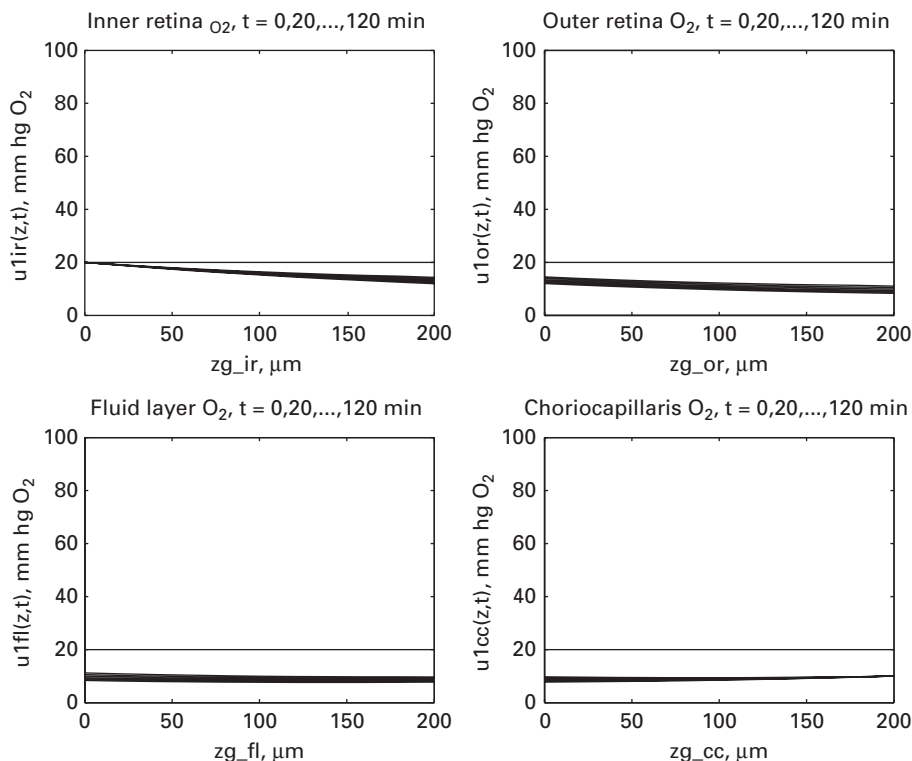 Inner retina O2, t = 0,20,...,120 min
100
80
60
40
20
0
u1ir(z,t), mm hg O2
0 50 100 150 200
zg_ir, μm
Outer retina O2, t = 0,20,...,120 min
100
80
60
40
20
0
u1or(z,t), mm hg O2
0 50 100 150 200
zg_or, μm
Fluid layer O2, t = 0,20,...,120 min
100
80
60
40
20
0
u1fl(z,t), mm hg O2
0 50 100 150 200
zg_fl, μm
Choriocapillaris O2, t = 0,20,...,120 min
100
80
60
40
20
0
u1cc(z,t), mm hg O2
0 50 100 150 200
zg_cc, μm